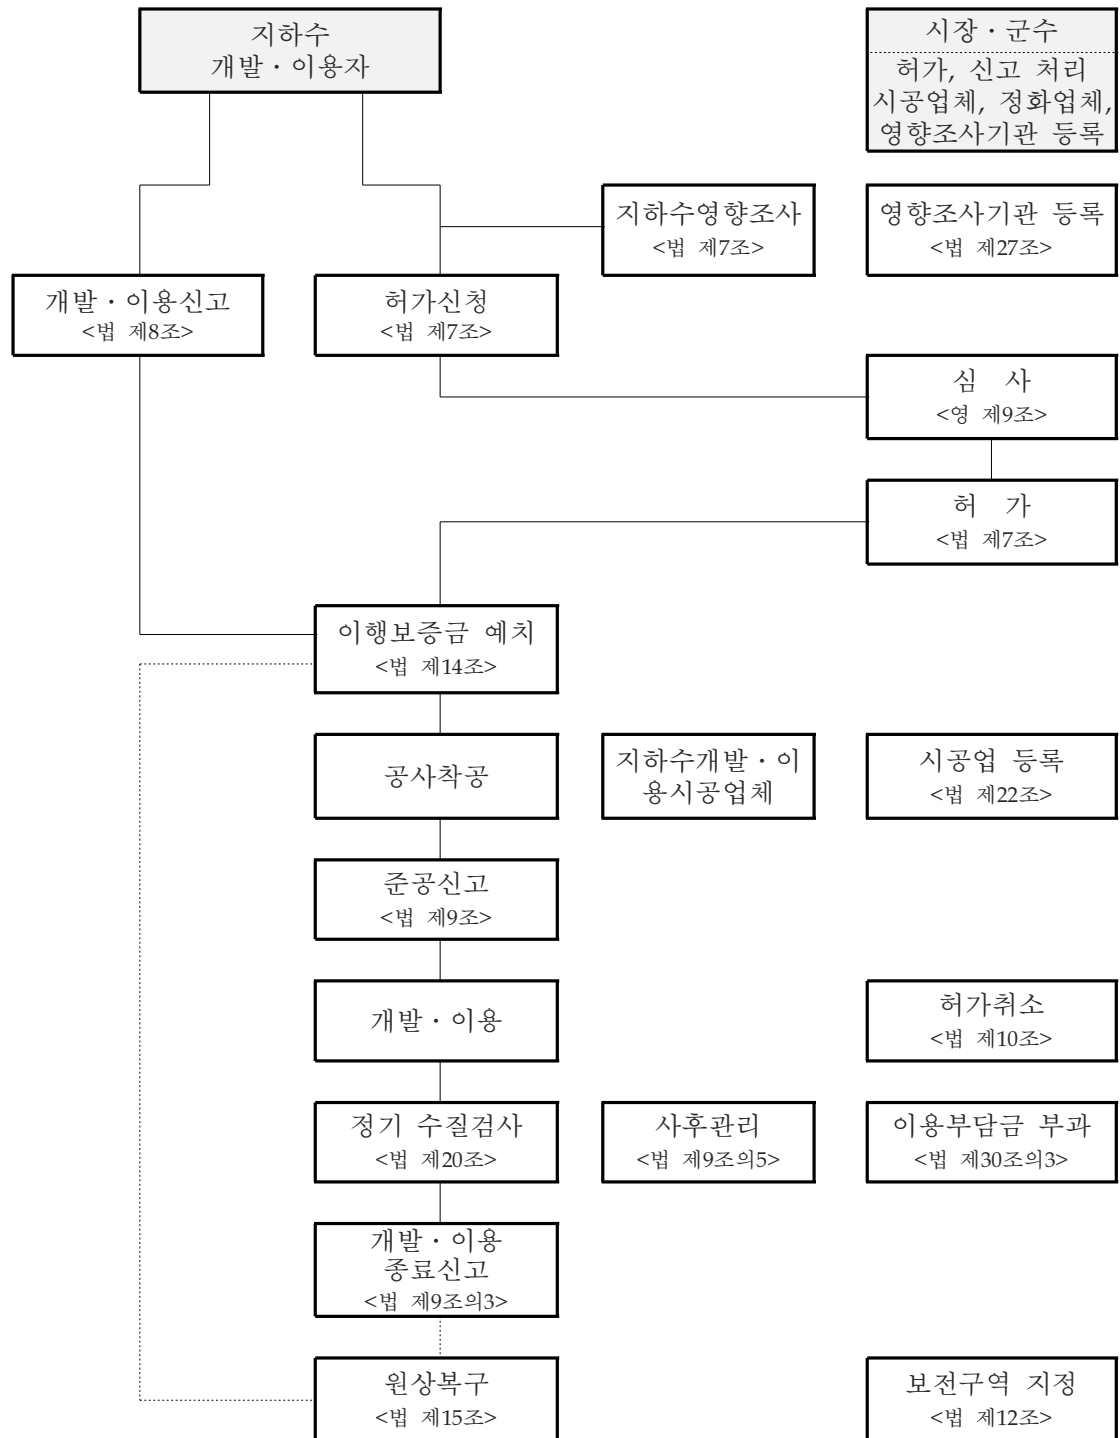 지하수
개발 · 이용자
시장 · 군수
허가, 신고 처리
시공업체, 정화업체,
영향조사기관 등록
지하수영향조사
<법 제7조>
영향조사기관 등록
<법 제27조>
개발 · 이용신고
<법 제8조>
허가신청
<법 제7조>
심 사
<영 제9조>
허 가
<법 제7조>
이행보증금 예치
<법 제14조>
공사착공
지하수개발 · 이
용시공업체
시공업 등록
<법 제22조>
준공신고
<법 제9조>
개발 · 이용
허가취소
<법 제10조>
정기 수질검사
<법 제20조>
사후관리
<법 제9조의5>
이용부담금 부과
<법 제30조의3>
개발 · 이용
종료신고
<법 제9조의3>
원상복구
<법 제15조>
보전구역 지정
<법 제12조>